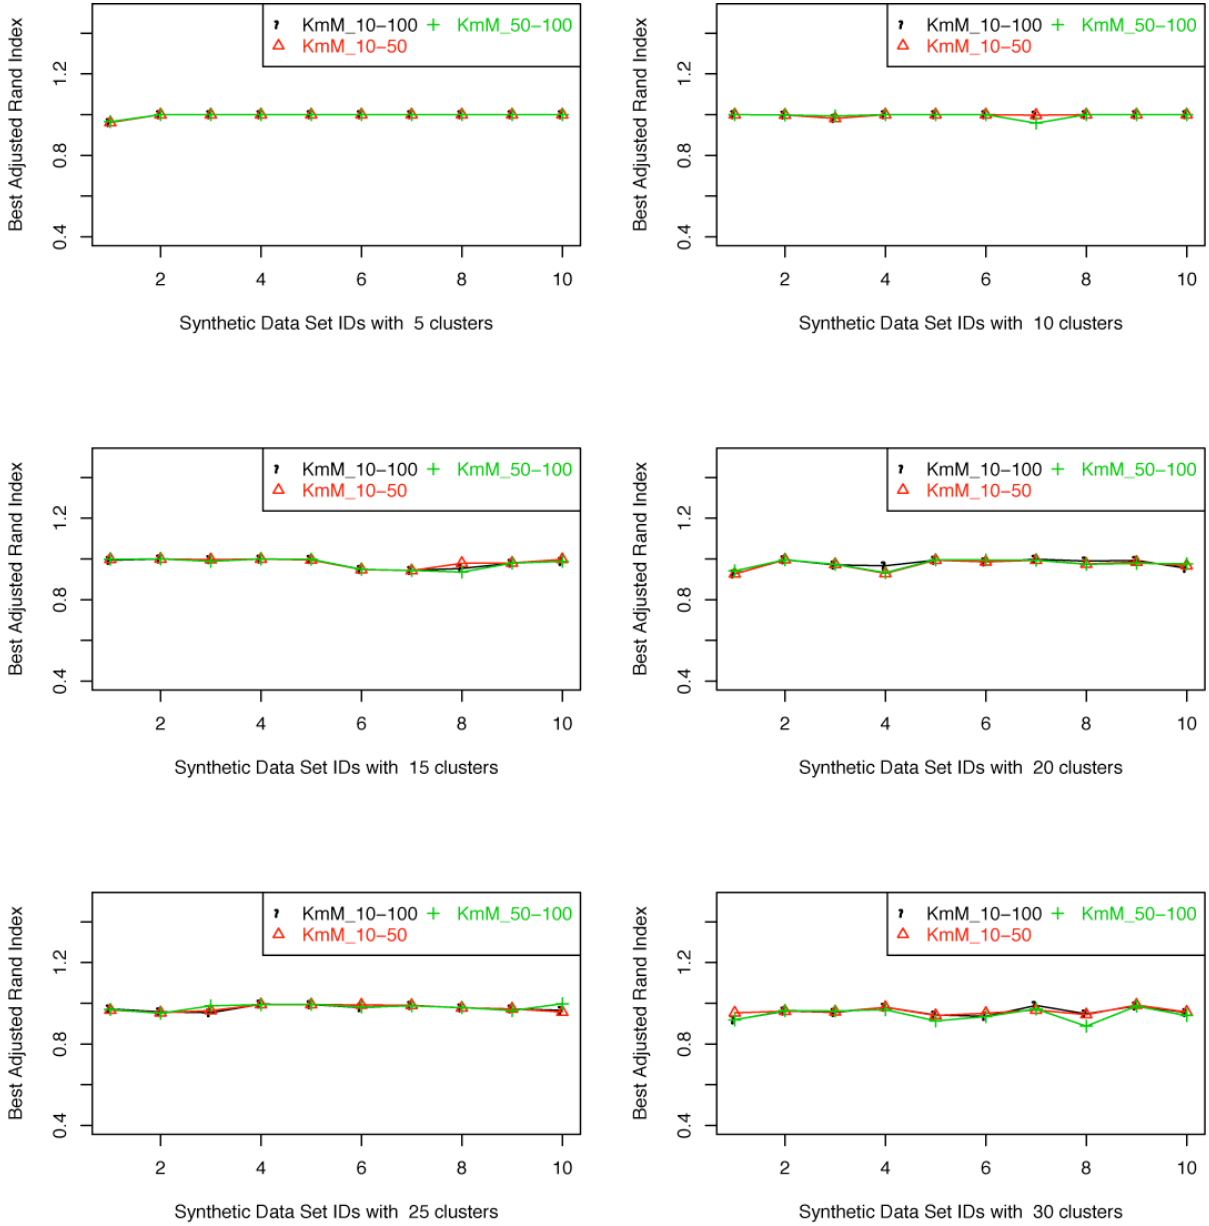 KmM_10-100 + KmM_50-100
KmM_10-50
Best Adjusted Rand Index
1.2
0.8
0.4
2 4 6 8 10
Synthetic Data Set IDs with 5 clusters
KmM_10-100 + KmM_50-100
KmM_10-50
Best Adjusted Rand Index
1.2
0.8
0.4
2 4 6 8 10
Synthetic Data Set IDs with 10 clusters
KmM_10-100 + KmM_50-100
KmM_10-50
Best Adjusted Rand Index
1.2
0.8
0.4
2 4 6 8 10
Synthetic Data Set IDs with 15 clusters
KmM_10-100 + KmM_50-100
KmM_10-50
Best Adjusted Rand Index
1.2
0.8
0.4
2 4 6 8 10
Synthetic Data Set IDs with 20 clusters
KmM_10-100 + KmM_50-100
KmM_10-50
Best Adjusted Rand Index
1.2
0.8
0.4
2 4 6 8 10
Synthetic Data Set IDs with 25 clusters
KmM_10-100 + KmM_50-100
KmM_10-50
Best Adjusted Rand Index
1.2
0.8
0.4
2 4 6 8 10
Synthetic Data Set IDs with 30 clusters